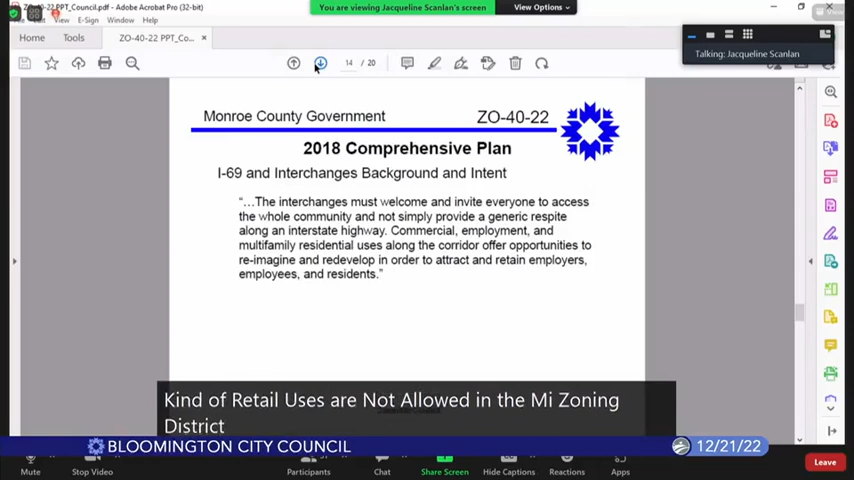 ZO-40-22 PPT_Council.pdf - Adobe Acrobat Pro (32-bit)
You are viewing Jacqueline Scanlan's screen
View Options
View E-Sign Window Help
Home Tools ZO-40-22 PPT_Co... ×
Talking: Jacqueline Scanlan
14 / 20
Monroe County Government ZO-40-22
2018 Comprehensive Plan
I-69 and Interchanges Background and Intent
“…The interchanges must welcome and invite everyone to access
the whole community and not simply provide a generic respite
along an interstate highway. Commercial, employment, and
multifamily residential uses along the corridor offer opportunities to
re-imagine and redevelop in order to attract and retain employers,
employees, and residents.”
Kind of Retail Uses are Not Allowed in the Mi Zoning
District
BLOOMINGTON CITY COUNCIL 12/21/22
Mute Stop Video Participants Chat Share Screen Hide Captions Reactions Apps Leave